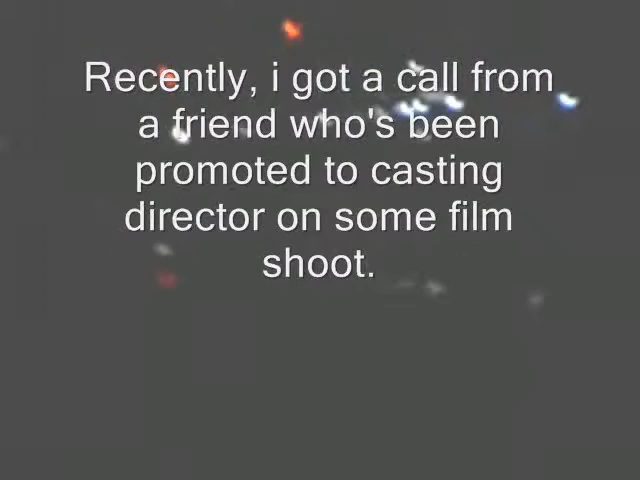 Recently, i got a call from
a friend who's been
promoted to casting
director on some film
shoot.